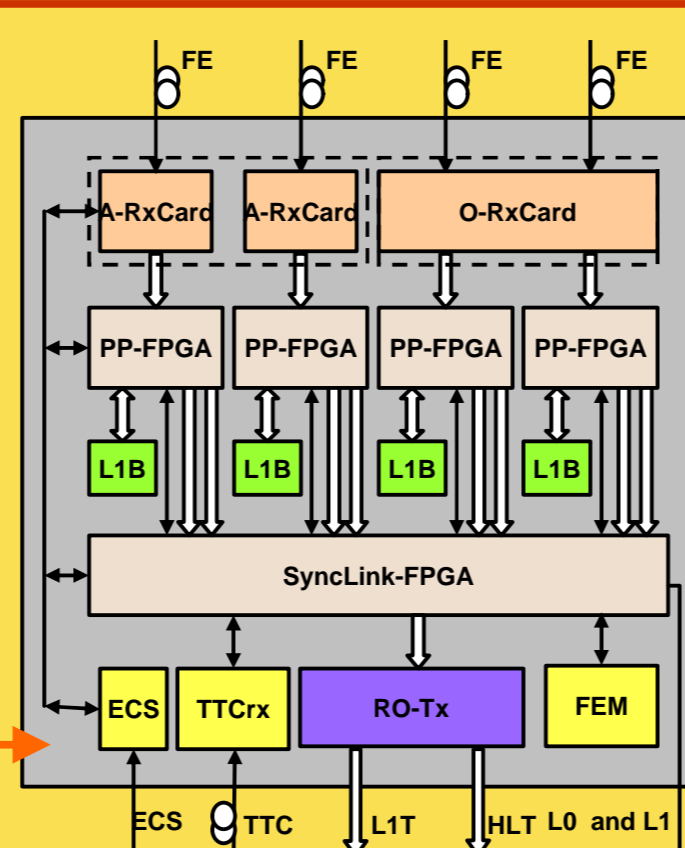 FE FE FE FE
A-RxCard A-RxCard O-RxCard
PP-FPGA PP-FPGA PP-FPGA PP-FPGA
L1B L1B L1B L1B
SyncLink-FPGA
ECS TTCrx RO-Tx FEM
ECS TTC L1T HLT L0 and L1